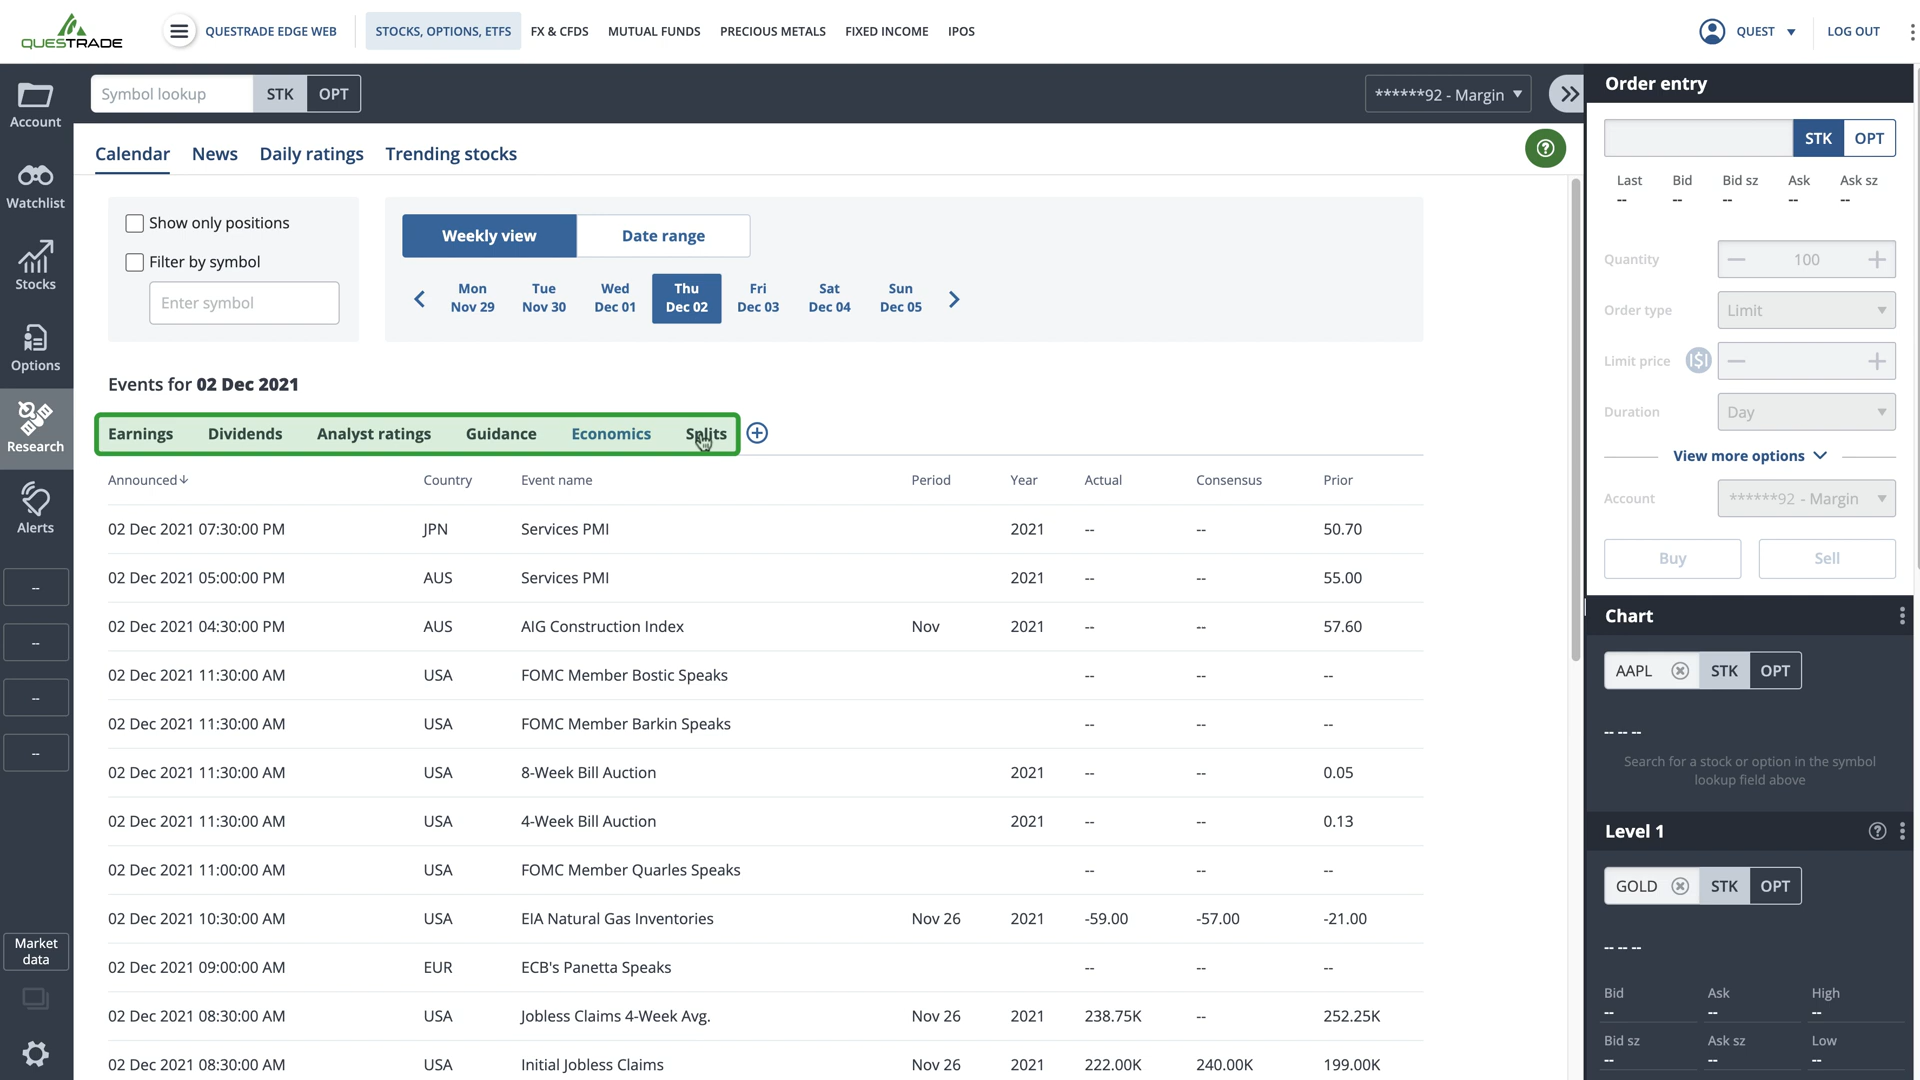 QUESTRADE
QUESTRADE EDGE WEB
STOCKS, OPTIONS, ETFS
FX & CFDS
MUTUAL FUNDS
PRECIOUS METALS
FIXED INCOME
IPOS
QUEST
LOG OUT
Account
Watchlist
Stocks
Options
Research
Alerts
--
--
--
--
Market
data
Symbol lookup STK OPT
******92 - Margin
Calendar News Daily ratings Trending stocks
Show only positions
Filter by symbol
Enter symbol
Weekly view Date range
Mon Tue Wed Thu Fri Sat Sun
Nov 29 Nov 30 Dec 01 Dec 02 Dec 03 Dec 04 Dec 05
Events for 02 Dec 2021
Earnings Dividends Analyst ratings Guidance Economics Splits
Announced Country Event name Period Year Actual Consensus Prior
02 Dec 2021 07:30:00 PM JPN Services PMI 2021 -- -- 50.70
02 Dec 2021 05:00:00 PM AUS Services PMI 2021 -- -- 55.00
02 Dec 2021 04:30:00 PM AUS AIG Construction Index Nov 2021 -- -- 57.60
02 Dec 2021 11:30:00 AM USA FOMC Member Bostic Speaks -- -- --
02 Dec 2021 11:30:00 AM USA FOMC Member Barkin Speaks -- -- --
02 Dec 2021 11:30:00 AM USA 8-Week Bill Auction 2021 -- -- 0.05
02 Dec 2021 11:30:00 AM USA 4-Week Bill Auction 2021 -- -- 0.13
02 Dec 2021 11:00:00 AM USA FOMC Member Quarles Speaks -- -- --
02 Dec 2021 10:30:00 AM USA EIA Natural Gas Inventories Nov 26 2021 -59.00 -57.00 -21.00
02 Dec 2021 09:00:00 AM EUR ECB's Panetta Speaks -- -- --
02 Dec 2021 08:30:00 AM USA Jobless Claims 4-Week Avg. Nov 26 2021 238.75K -- 252.25K
02 Dec 2021 08:30:00 AM USA Initial Jobless Claims Nov 26 2021 222.00K 240.00K 199.00K
Order entry
STK OPT
Last Bid Bid sz Ask Ask sz
-- -- -- -- --
Quantity 100
Order type Limit
Limit price |$|
Duration Day
View more options
Account ******92 - Margin
Buy Sell
Chart
AAPL STK OPT
-- -- --
Search for a stock or option in the symbol
lookup field above
Level 1
GOLD STK OPT
-- -- --
Bid Ask High
-- -- --
Bid sz Ask sz Low
-- -- --